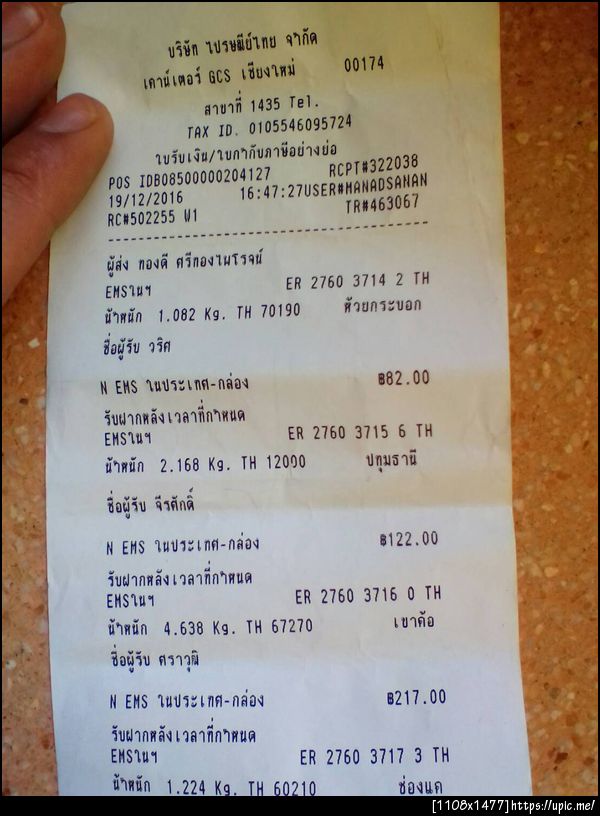 บริษัท ไปรษณีย์ไทย จำกัด
เคาน์เตอร์ GCS เชียงใหม่ 00174
สาขาที่ 1435 Tel.
TAX ID. 0105546095724
ใบรับเงิน/ใบกำกับภาษีอย่างย่อ
POS IDB08500000204127 RCPT#322038
19/12/2016 16:47:27USER#MANADSANAN
RC#502255 W1 TR#463067
ผู้ส่ง ทองดี ศรีทองไพโรจน์
EMSในฯ ER 2760 3714 2 TH
น้ำหนัก 1.082 Kg. TH 70190 ห้วยกระบอก
ชื่อผู้รับ วริศ
N EMS ในประเทศ-กล่อง ฿82.00
รับฝากหลังเวลาที่กำหนด
EMSในฯ ER 2760 3715 6 TH
น้ำหนัก 2.168 Kg. TH 12000 ปทุมธานี
ชื่อผู้รับ จีรศักดิ์
N EMS ในประเทศ-กล่อง ฿122.00
รับฝากหลังเวลาที่กำหนด
EMSในฯ ER 2760 3716 0 TH
น้ำหนัก 4.638 Kg. TH 67270 เขาค้อ
ชื่อผู้รับ ศราวุฒิ
N EMS ในประเทศ-กล่อง ฿217.00
รับฝากหลังเวลาที่กำหนด
EMSในฯ ER 2760 3717 3 TH
น้ำหนัก 1.224 Kg. TH 60210 ช่องแค
[1108x1477]https://upic.me/